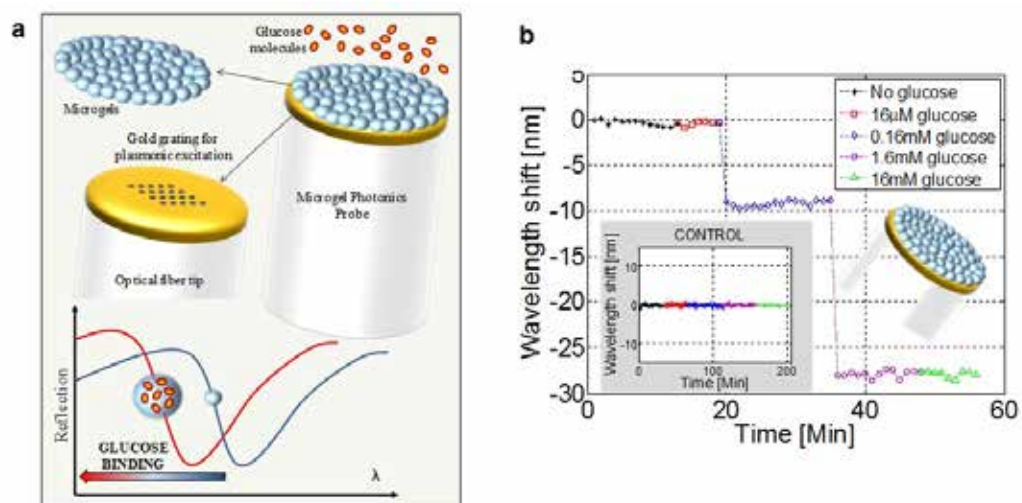 a
Glucose
molecules
Microgels
Gold grating for
plasmonic excitation
Microgel Photonics
Probe
Optical fiber tip
Reflection
GLUCOSE
BINDING
λ
b
Wavelength shift [nm]
5
0
-5
-10
-15
-20
-25
-30
0
20
40
60
Time [Min]
No glucose
16µM glucose
0.16mM glucose
1.6mM glucose
16mM glucose
CONTROL
Wavelength shift [nm]
10
0
-10
0
100
200
Time [Min]